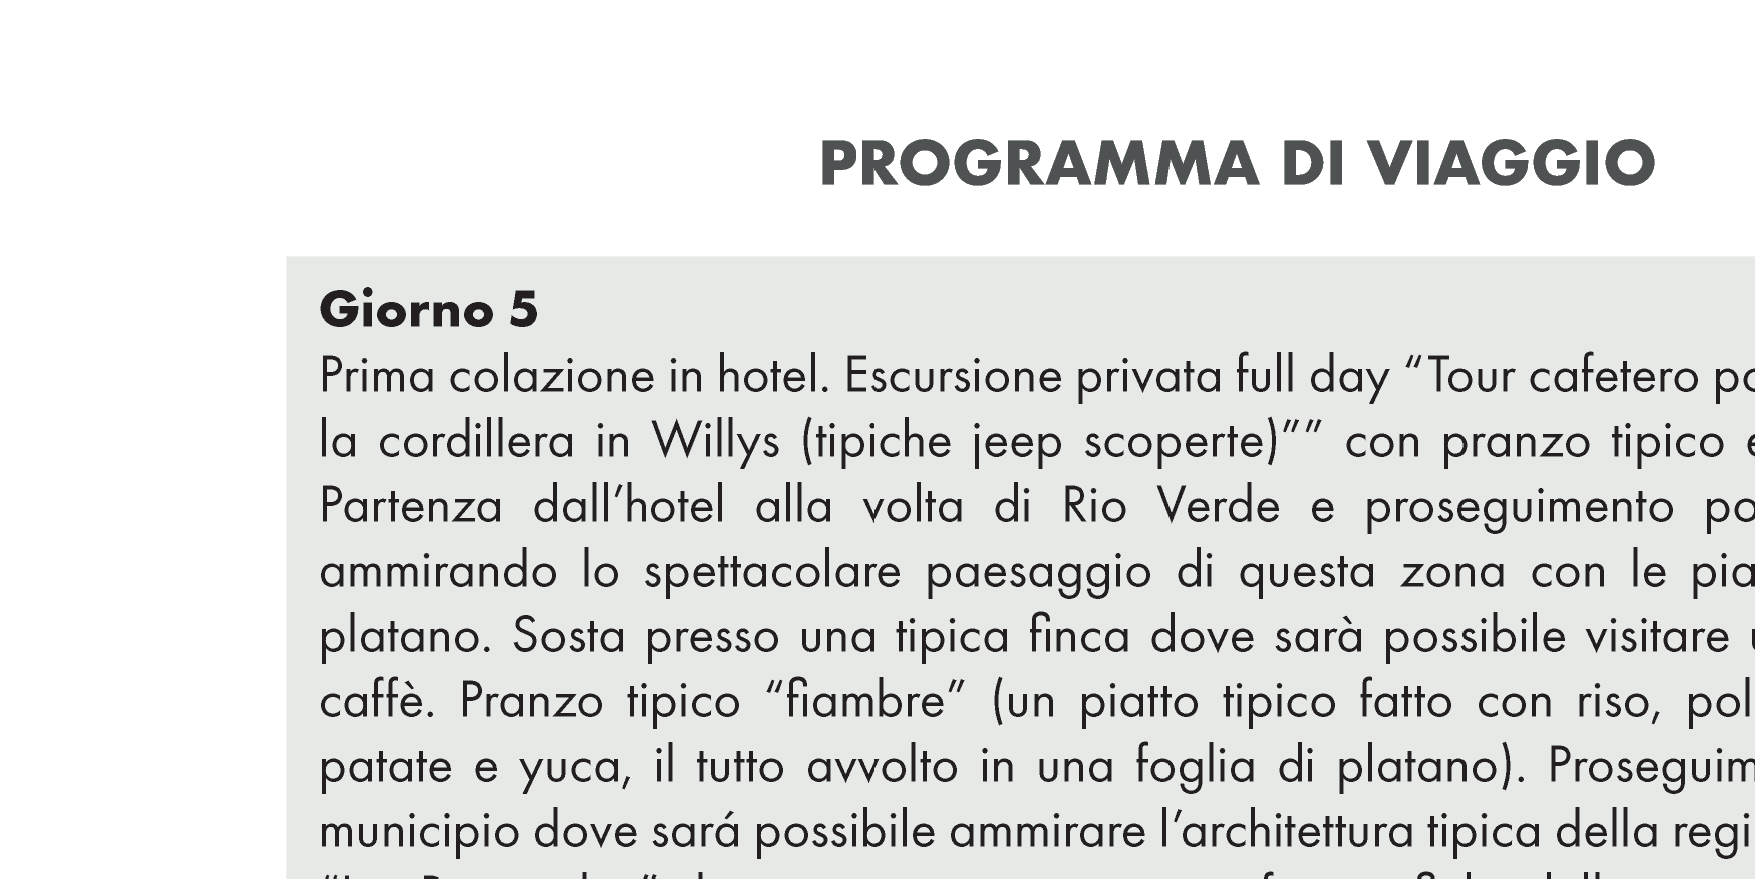 PROGRAMMA DI VIAGGIO
Giorno 5
Prima colazione in hotel. Escursione privata full day “Tour cafetero
la cordillera in Willys (tipiche jeep scoperte)”” con pranzo tipico
Partenza dall’hotel alla volta di Rio Verde e proseguimento
ammirando lo spettacolare paesaggio di questa zona con le
platano. Sosta presso una tipica finca dove sarà possibile visitare
caffè. Pranzo tipico “fiambre” (un piatto tipico fatto con riso,
patate e yuca, il tutto avvolto in una foglia di platano).
municipio dove sará possibile ammirare l’architettura tipica della